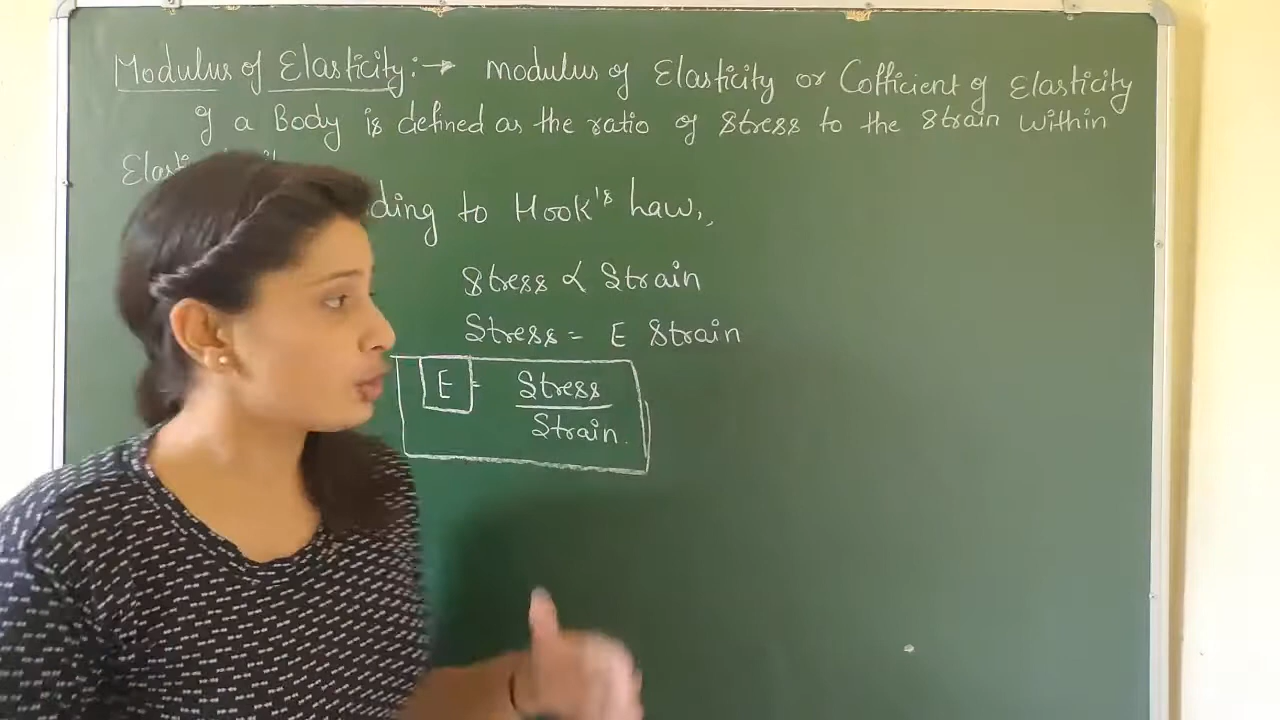 Modulus of Elasticity:→ modulus of Elasticity or Cofficient of Elasticity
of a Body is defined as the ratio of Stress to the Strain within
to Hook's Law,,
Stress ∝ Strain
Stress = E Strain
E = Stress / Strain.